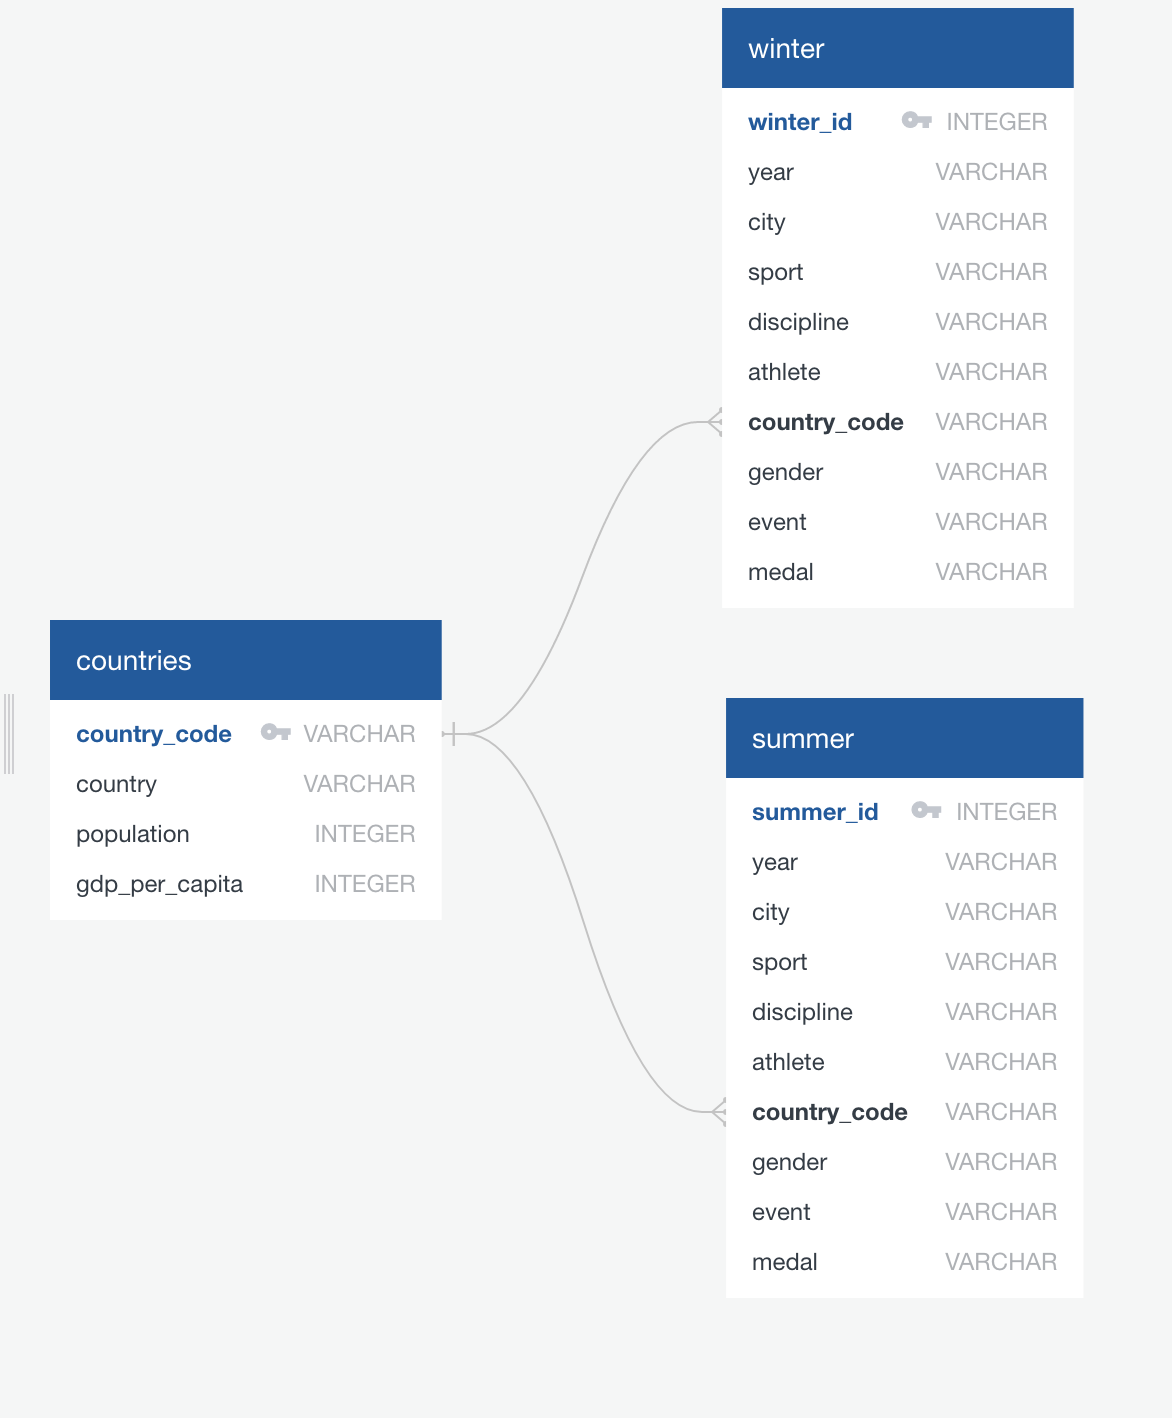 winter
winter_id INTEGER
year VARCHAR
city VARCHAR
sport VARCHAR
discipline VARCHAR
athlete VARCHAR
country_code VARCHAR
gender VARCHAR
event VARCHAR
medal VARCHAR
countries
country_code VARCHAR
country VARCHAR
population INTEGER
gdp_per_capita INTEGER
summer
summer_id INTEGER
year VARCHAR
city VARCHAR
sport VARCHAR
discipline VARCHAR
athlete VARCHAR
country_code VARCHAR
gender VARCHAR
event VARCHAR
medal VARCHAR